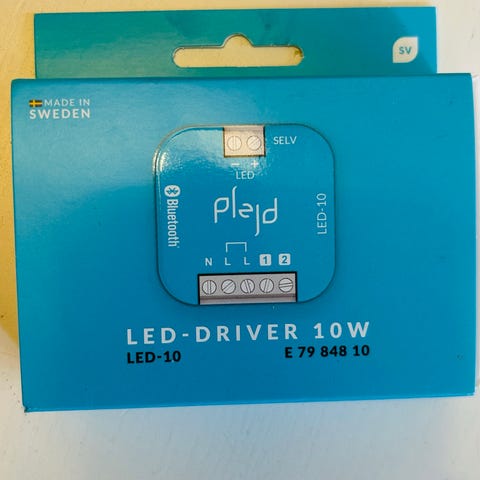 SV
MADE IN
SWEDEN
SELV
- +
LED
Bluetooth®
plejd
LED-10
N L L 1 2
LED-DRIVER 10W
LED-10 E 79 848 10